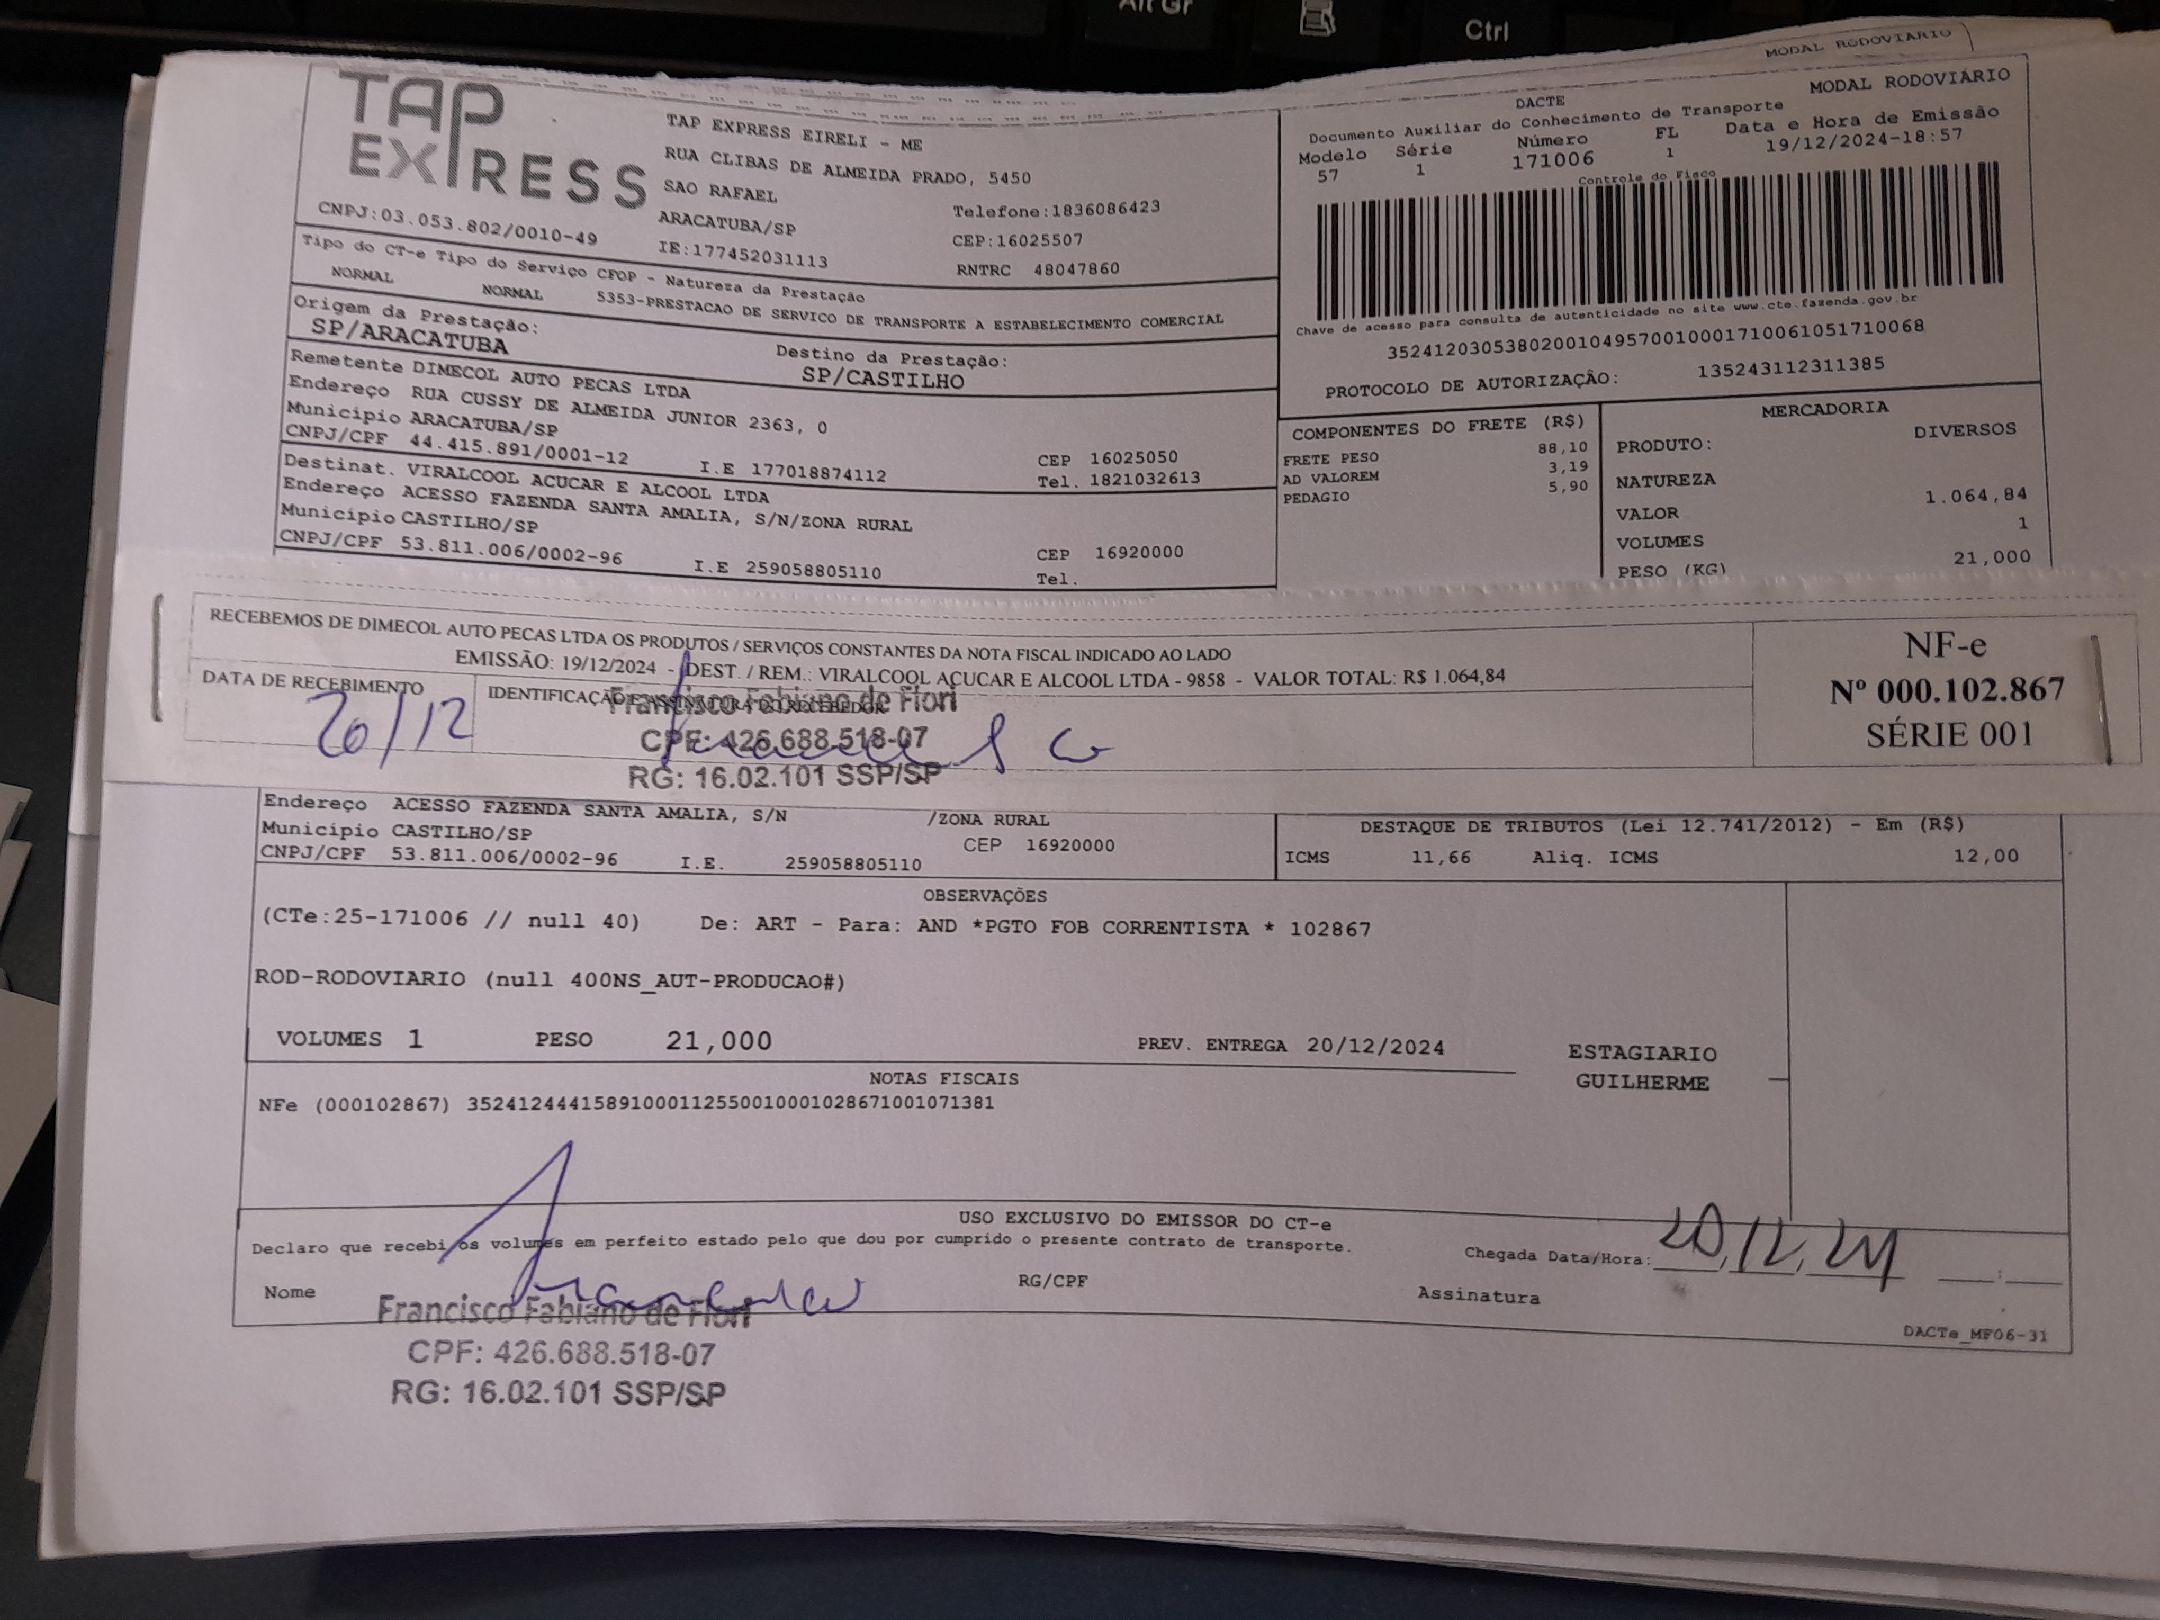 Alt Gr
Ctrl
MODAL RODOVIARIO
TAP EXPRESS
CNPJ:03.053.802/0010-49
TAP EXPRESS EIRELI - ME
RUA CLIBAS DE ALMEIDA PRADO, 5450
SAO RAFAEL
ARACATUBA/SP
IE:177452031113
Telefone:1836086423
CEP:16025507
RNTRC 48047860
MODAL RODOVIÁRIO
DACTE
Documento Auxiliar do Conhecimento de Transporte
Modelo Série Número FL Data e Hora de Emissão
57 1 171006 1 19/12/2024-18:57
Controle do Fisco
Chave de acesso para consulta de autenticidade no site www.cte.fazenda.gov.br
35241203053802001049570010001710061051710068
PROTOCOLO DE AUTORIZAÇÃO: 135243112311385
Tipo do CT-e Tipo do Serviço CFOP - Natureza da Prestação
NORMAL NORMAL 5353-PRESTACAO DE SERVICO DE TRANSPORTE A ESTABELECIMENTO COMERCIAL
Origem da Prestação: Destino da Prestação:
SP/ARACATUBA SP/CASTILHO
Remetente DIMECOL AUTO PECAS LTDA
Endereço RUA CUSSY DE ALMEIDA JUNIOR 2363, 0
Município ARACATUBA/SP CEP 16025050
CNPJ/CPF 44.415.891/0001-12 I.E 177018874112 Tel. 1821032613
Destinat. VIRALCOOL ACUCAR E ALCOOL LTDA
Endereço ACESSO FAZENDA SANTA AMALIA, S/N/ZONA RURAL
Município CASTILHO/SP CEP 16920000
CNPJ/CPF 53.811.006/0002-96 I.E 259058805110 Tel.
COMPONENTES DO FRETE (R$)
FRETE PESO 88,10
AD VALOREM 3,19
PEDAGIO 5,90
MERCADORIA
PRODUTO: DIVERSOS
NATUREZA
VALOR 1.064,84
VOLUMES 1
PESO (KG) 21,000
RECEBEMOS DE DIMECOL AUTO PECAS LTDA OS PRODUTOS / SERVIÇOS CONSTANTES DA NOTA FISCAL INDICADO AO LADO
EMISSÃO: 19/12/2024 - DEST. / REM.: VIRALCOOL ACUCAR E ALCOOL LTDA - 9858 - VALOR TOTAL: R$ 1.064,84
DATA DE RECEBIMENTO IDENTIFICAÇÃO E ASSINATURA DO RECEBEDOR
20/12
Francisco Fabiano de Fiori
CPF: 426.688.518-07
RG: 16.02.101 SSP/SP
NF-e
Nº 000.102.867
SÉRIE 001
Endereço ACESSO FAZENDA SANTA AMALIA, S/N /ZONA RURAL
Município CASTILHO/SP CEP 16920000
CNPJ/CPF 53.811.006/0002-96 I.E. 259058805110
DESTAQUE DE TRIBUTOS (Lei 12.741/2012) - Em (R$)
ICMS 11,66 Aliq. ICMS 12,00
OBSERVAÇÕES
(CTe:25-171006 // null 40) De: ART - Para: AND *PGTO FOB CORRENTISTA * 102867
ROD-RODOVIARIO (null 400NS_AUT-PRODUCAO#)
VOLUMES 1 PESO 21,000 PREV. ENTREGA 20/12/2024
ESTAGIARIO
GUILHERME
NOTAS FISCAIS
NFe (000102867) 35241244415891000112550010001028671001071381
USO EXCLUSIVO DO EMISSOR DO CT-e
Declaro que recebi os volumes em perfeito estado pelo que dou por cumprido o presente contrato de transporte.
Chegada Data/Hora: 20/12/24
Nome RG/CPF Assinatura
Francisco Fabiano de Fiori
CPF: 426.688.518-07
RG: 16.02.101 SSP/SP
DACTe_MF06-31